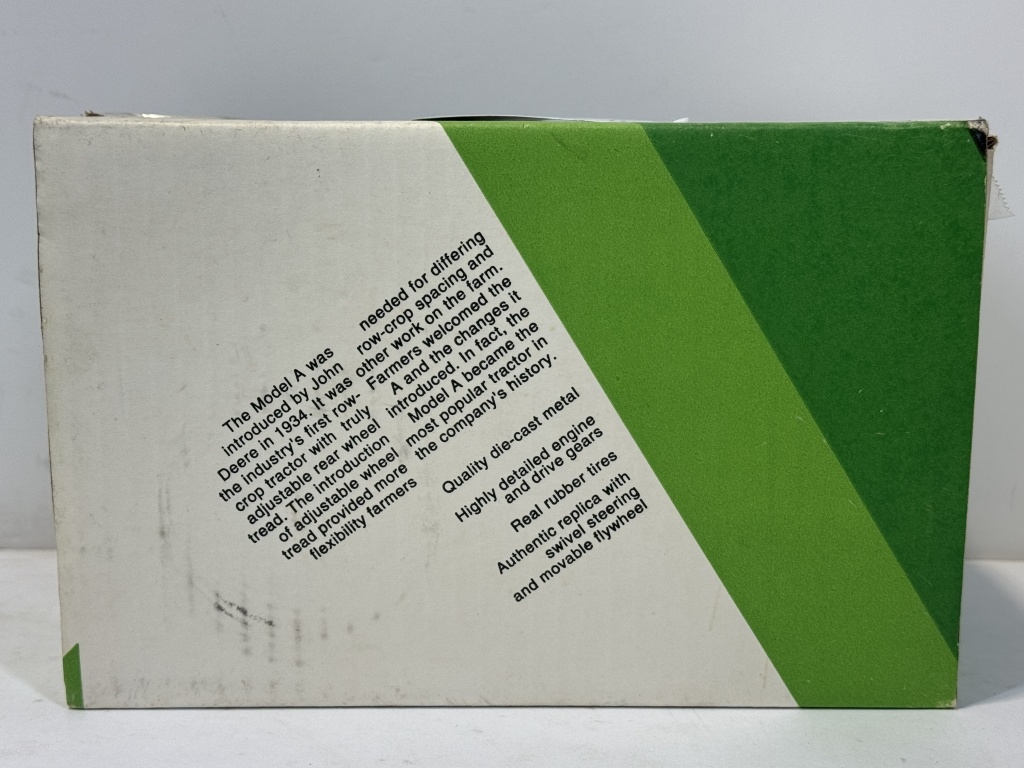 The Model A was
introduced by John
Deere in 1934. It was
the industry's first row-
crop tractor with truly
adjustable rear wheel
tread. The introduction
of adjustable wheel
tread provided more
flexibility farmers
needed for differing
row-crop spacing and
other work on the farm.
Farmers welcomed the
A and the changes it
introduced. In fact, the
Model A became the
most popular tractor in
the company's history.
Quality die-cast metal
Highly detailed engine
and drive gears
Real rubber tires
Authentic replica with
swivel steering
and movable flywheel